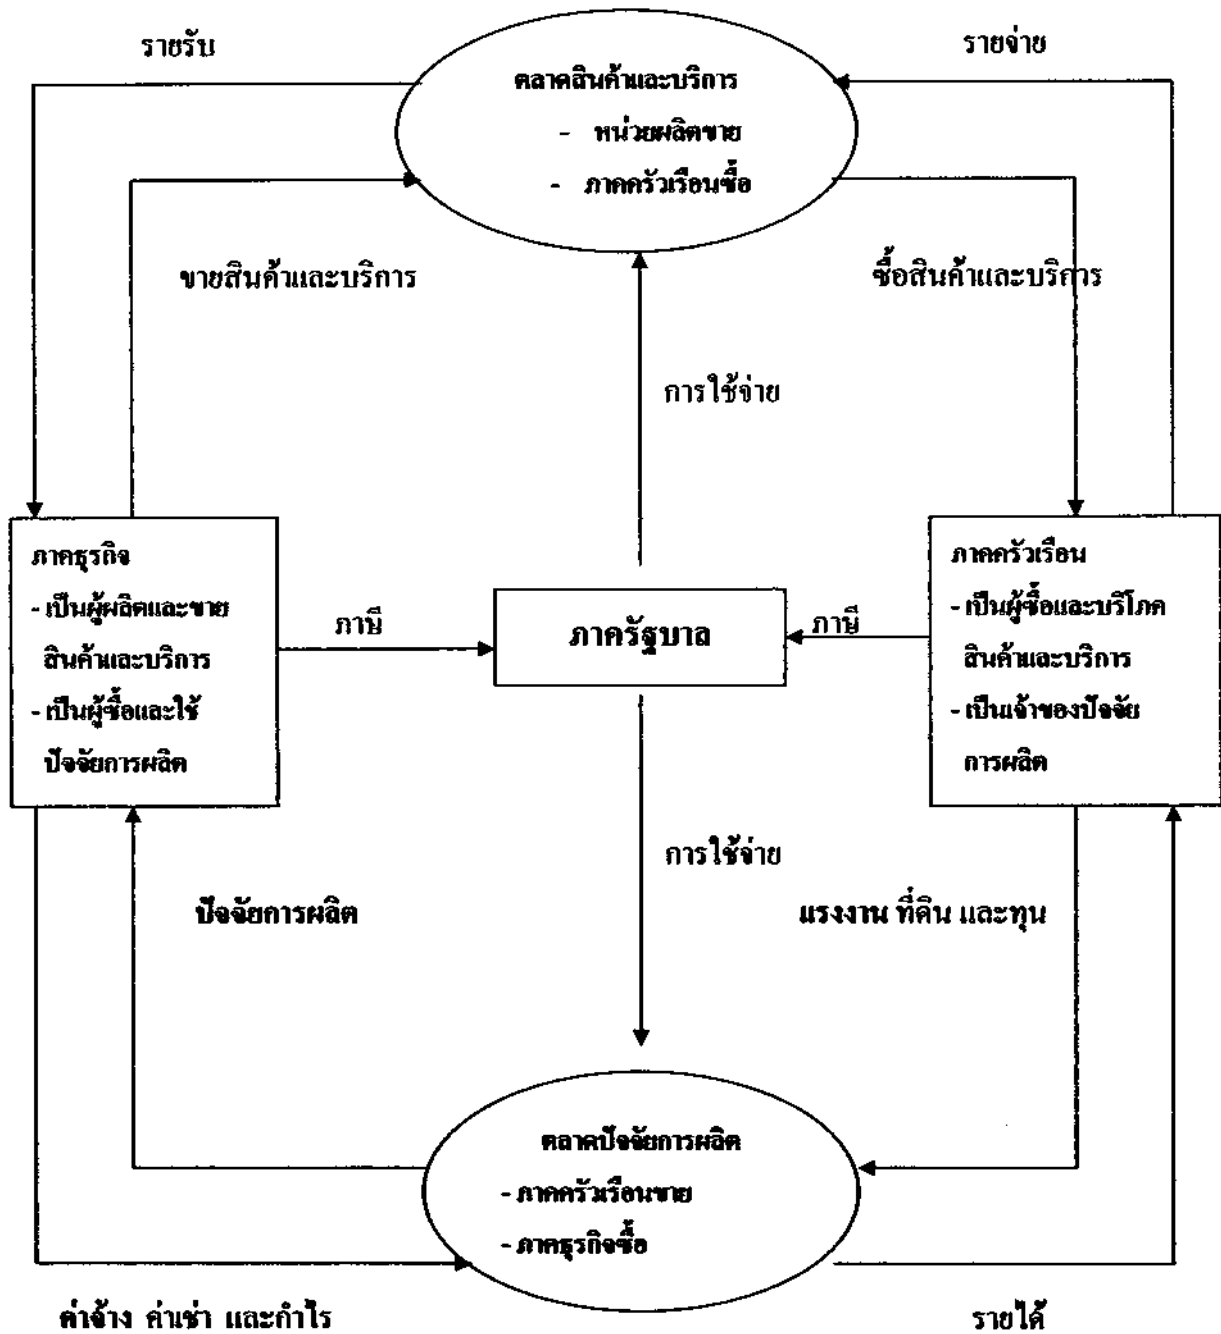 รายรับ
รายจ่าย
ตลาดสินค้าและบริการ
- หน่วยผลิตขาย
- ภาคครัวเรือนซื้อ
ขายสินค้าและบริการ
ซื้อสินค้าและบริการ
การใช้จ่าย
ภาคธุรกิจ
- เป็นผู้ผลิตและขาย
สินค้าและบริการ
- เป็นผู้ซื้อและใช้
ปัจจัยการผลิต
ภาษี
ภาครัฐบาล
ภาษี
ภาคครัวเรือน
- เป็นผู้ซื้อและบริโภค
สินค้าและบริการ
- เป็นเจ้าของปัจจัย
การผลิต
การใช้จ่าย
ปัจจัยการผลิต
แรงงาน ที่ดิน และทุน
ตลาดปัจจัยการผลิต
- ภาคครัวเรือนขาย
- ภาคธุรกิจซื้อ
ค่าจ้าง ค่าเช่า และกำไร
รายได้